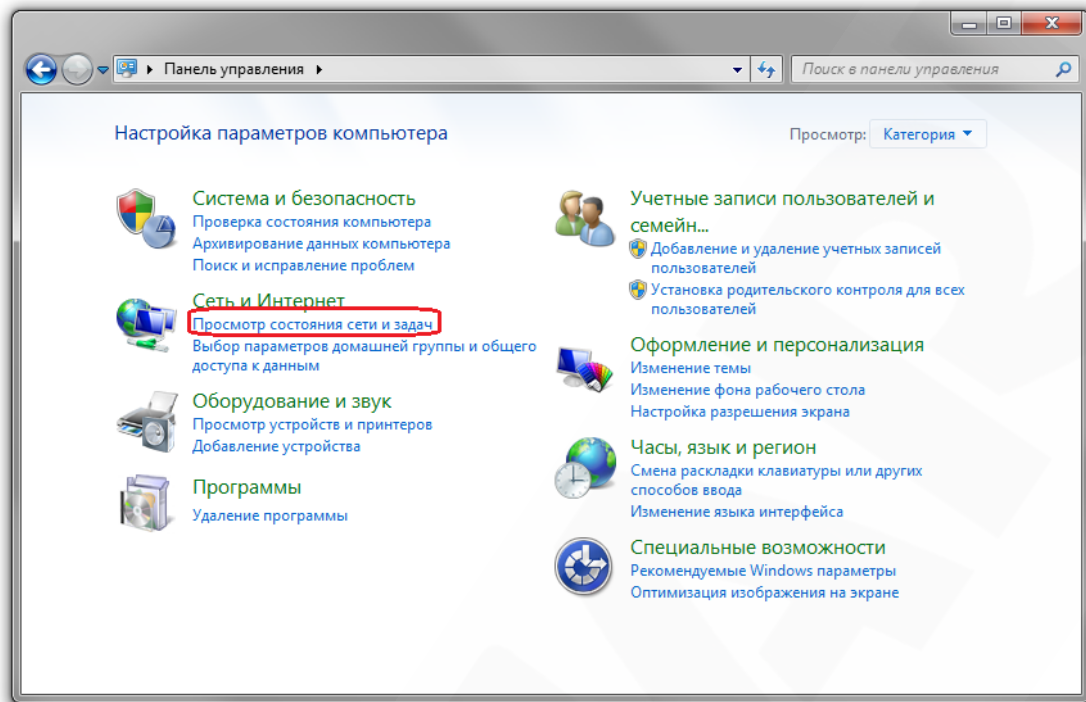 Панель управления
Поиск в панели управления
Настройка параметров компьютера
Просмотр: Категория
Система и безопасность
Проверка состояния компьютера
Архивирование данных компьютера
Поиск и исправление проблем
Сеть и Интернет
Просмотр состояния сети и задач
Выбор параметров домашней группы и общего
доступа к данным
Оборудование и звук
Просмотр устройств и принтеров
Добавление устройства
Программы
Удаление программы
Учетные записи пользователей и
семейн...
Добавление и удаление учетных записей
пользователей
Установка родительского контроля для всех
пользователей
Оформление и персонализация
Изменение темы
Изменение фона рабочего стола
Настройка разрешения экрана
Часы, язык и регион
Смена раскладки клавиатуры или других
способов ввода
Изменение языка интерфейса
Специальные возможности
Рекомендуемые Windows параметры
Оптимизация изображения на экране